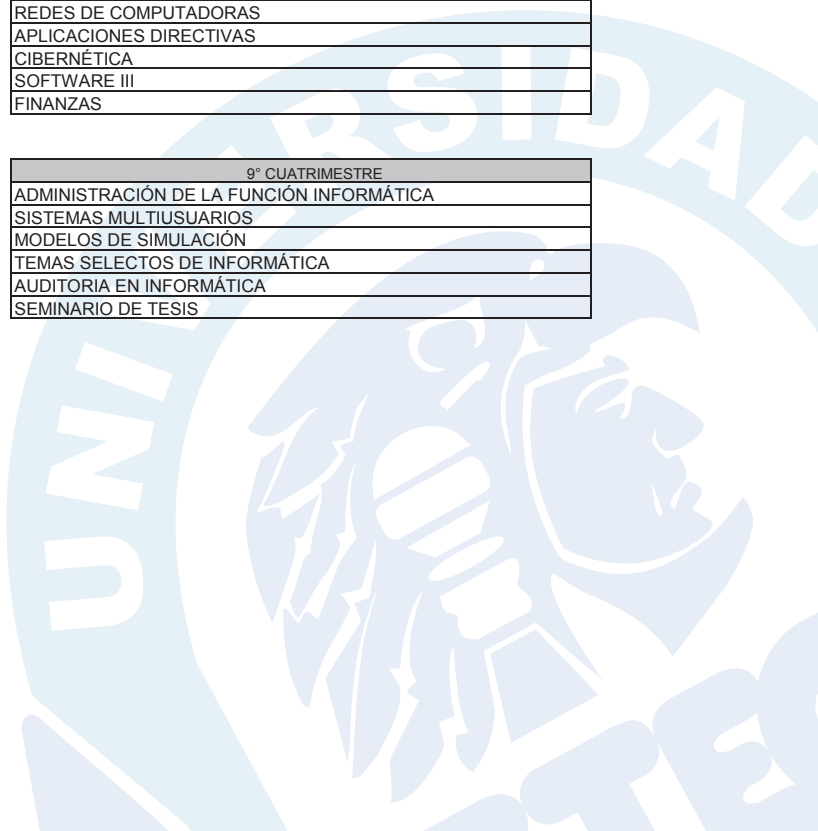 REDES DE COMPUTADORAS
APLICACIONES DIRECTIVAS
CIBERNÉTICA
SOFTWARE III
FINANZAS
9° CUATRIMESTRE
ADMINISTRACIÓN DE LA FUNCIÓN INFORMÁTICA
SISTEMAS MULTIUSUARIOS
MODELOS DE SIMULACIÓN
TEMAS SELECTOS DE INFORMÁTICA
AUDITORIA EN INFORMÁTICA
SEMINARIO DE TESIS
UNIVERSIDAD